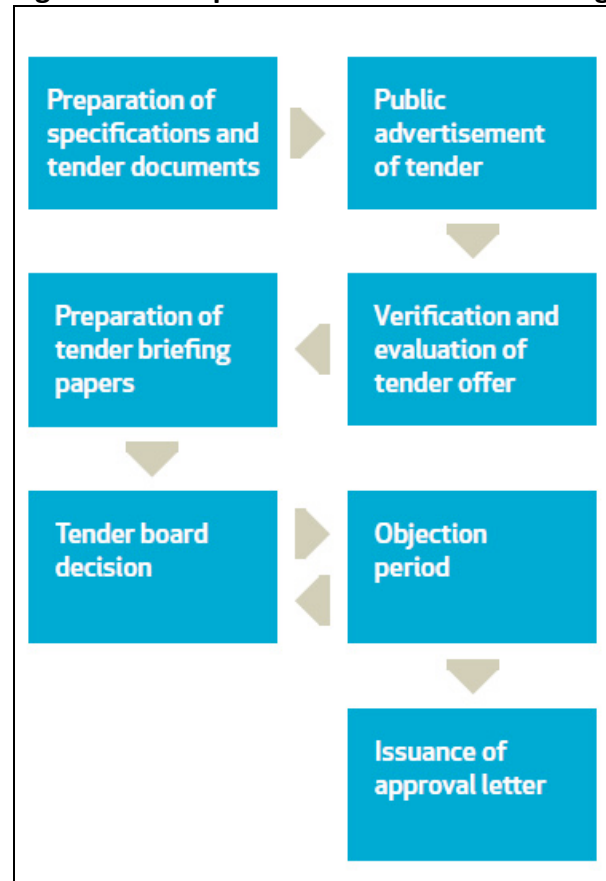 Preparation of
specifications and
tender documents
Public
advertisement
of tender
Verification and
evaluation of
tender offer
Preparation of
tender briefing
papers
Tender board
decision
Objection
period
Issuance of
approval letter